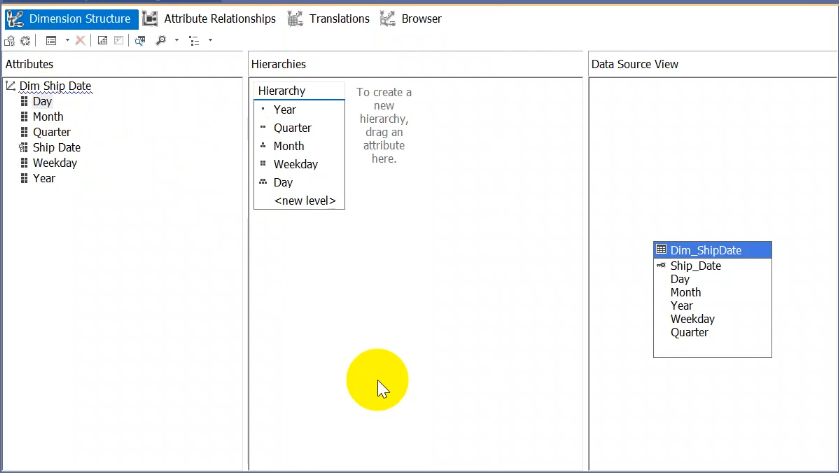 Dimension Structure Attribute Relationships Translations Browser
Attributes
Dim Ship Date
Day
Month
Quarter
Ship Date
Weekday
Year
Hierarchies
Hierarchy
Year
Quarter
Month
Weekday
Day
<new level>
To create a
new
hierarchy,
drag an
attribute
here.
Data Source View
Dim_ShipDate
Ship_Date
Day
Month
Year
Weekday
Quarter